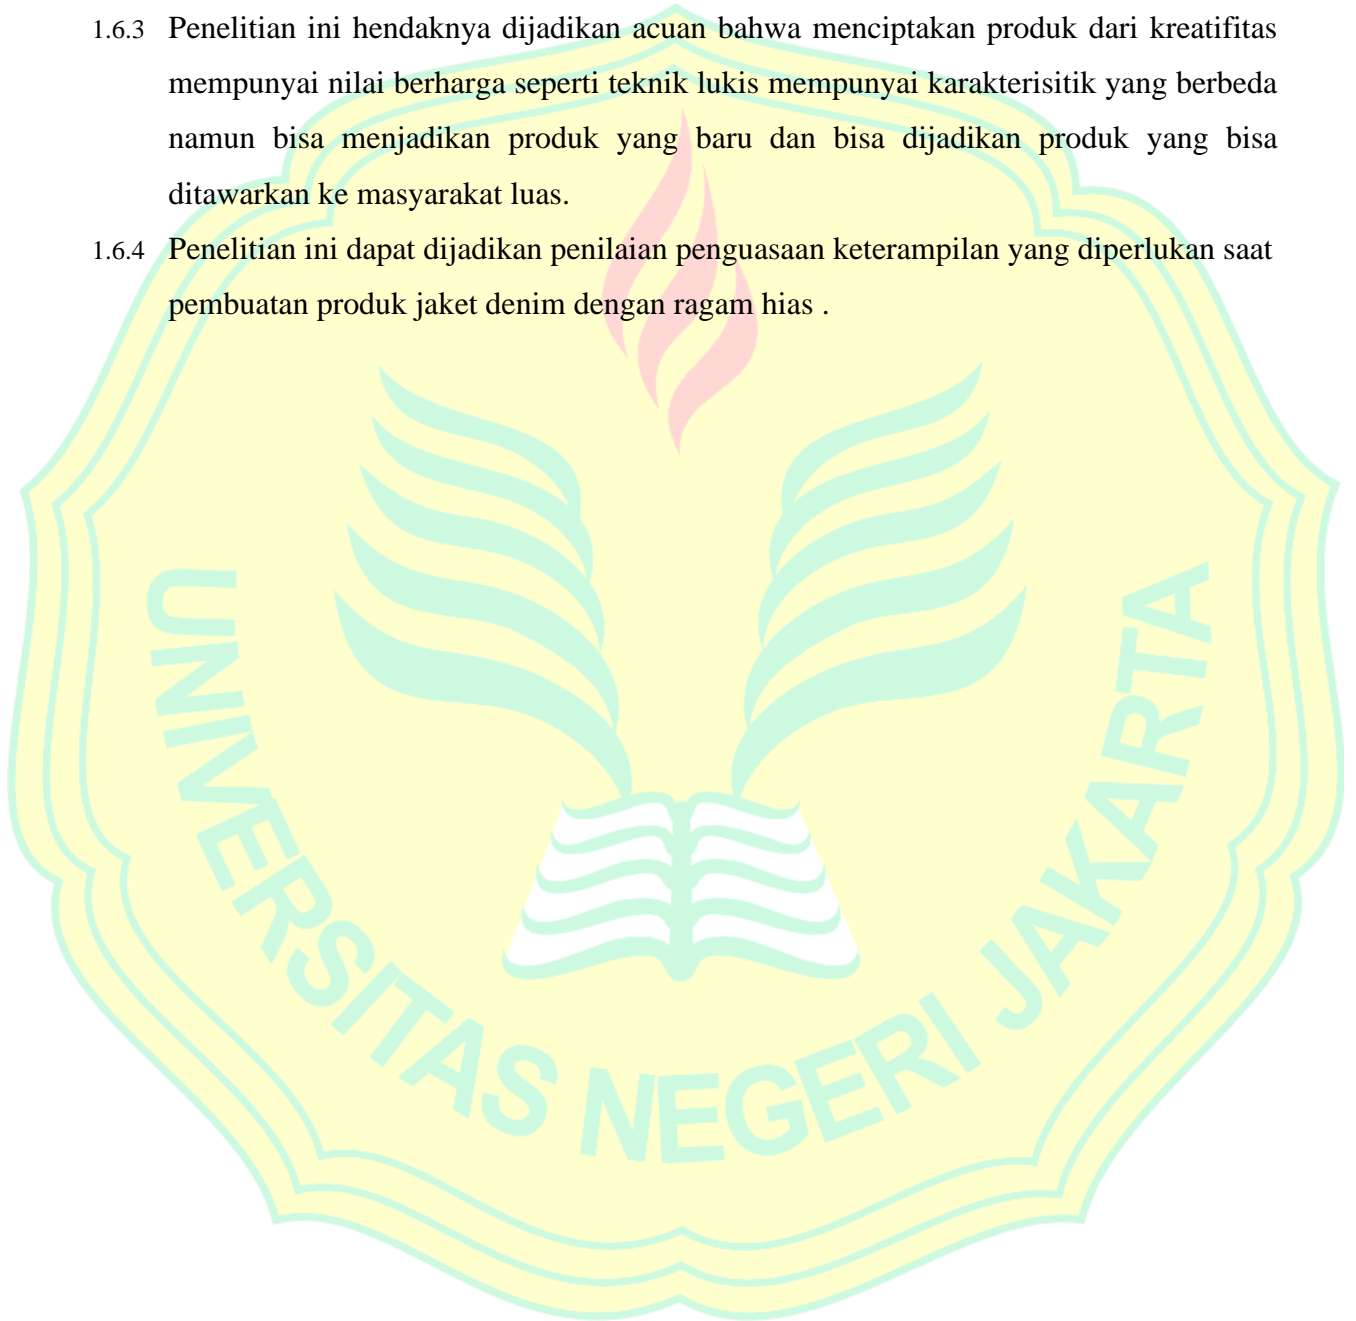 1.6.3 Penelitian ini hendaknya dijadikan acuan bahwa menciptakan produk dari kreatifitas
mempunyai nilai berharga seperti teknik lukis mempunyai karakterisitik yang berbeda
namun bisa menjadikan produk yang baru dan bisa dijadikan produk yang bisa
ditawarkan ke masyarakat luas.
1.6.4 Penelitian ini dapat dijadikan penilaian penguasaan keterampilan yang diperlukan saat
pembuatan produk jaket denim dengan ragam hias .
UNIVERSITAS NEGERI JAKARTA